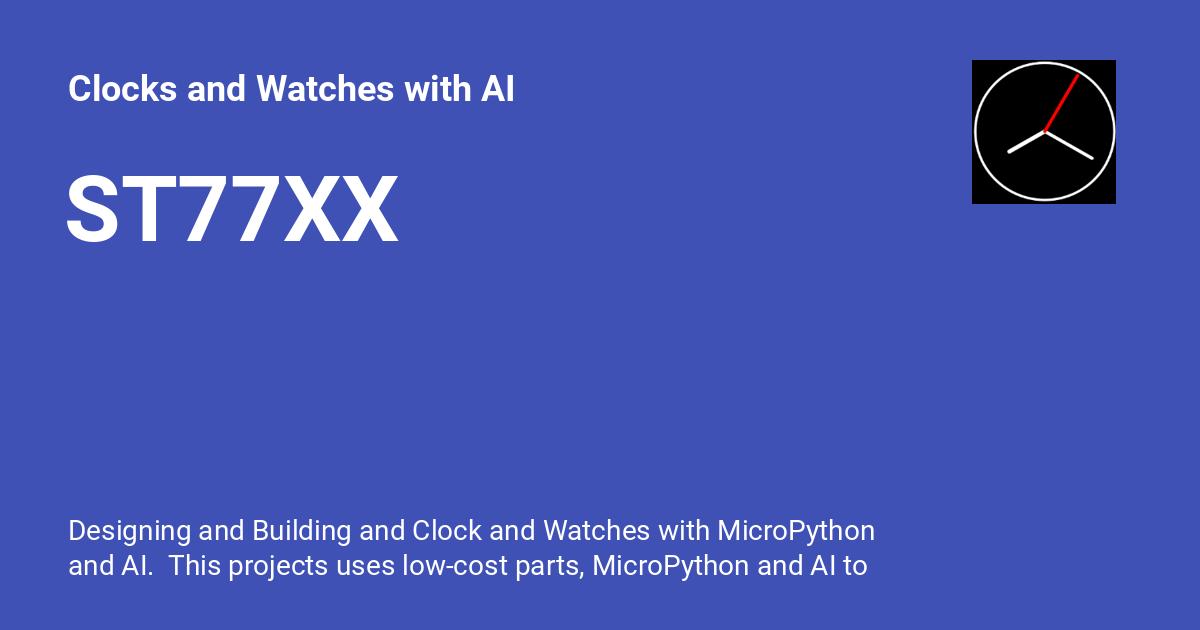 Clocks and Watches with AI
ST77XX
Designing and Building and Clock and Watches with MicroPython
and AI.  This projects uses low-cost parts, MicroPython and AI to